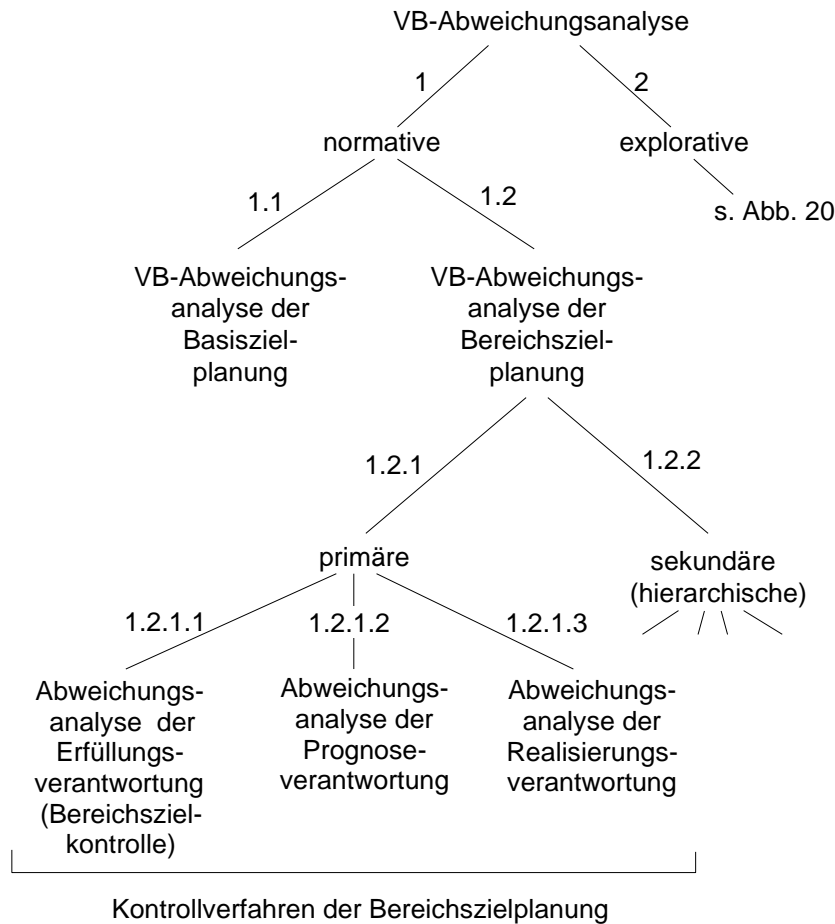 VB-Abweichungsanalyse
1
2
normative
explorative
1.1
1.2
s. Abb. 20
VB-Abweichungs-
analyse der
Basisziel-
planung
VB-Abweichungs-
analyse der
Bereichsziel-
planung
1.2.1
1.2.2
primäre
sekundäre
(hierarchische)
1.2.1.1
1.2.1.2
1.2.1.3
Abweichungs-
analyse der
Erfüllungs-
verantwortung
(Bereichsziel-
kontrolle)
Abweichungs-
analyse der
Prognose-
verantwortung
Abweichungs-
analyse der
Realisierungs-
verantwortung
Kontrollverfahren der Bereichszielplanung